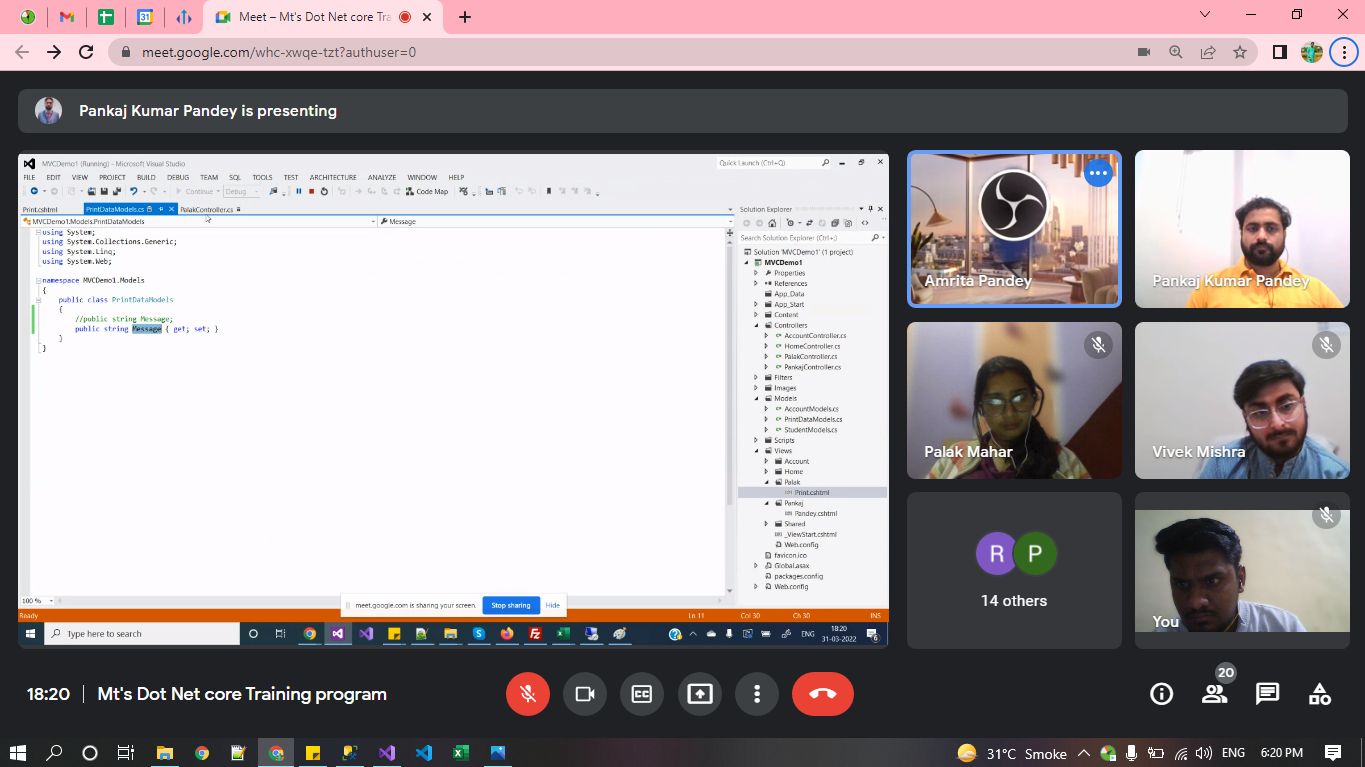 Meet – Mt's Dot Net core Tra
meet.google.com/whc-xwqe-tzt?authuser=0
Pankaj Kumar Pandey is presenting
MVCDemo1 (Running) - Microsoft Visual Studio
Quick Launch (Ctrl+Q)
FILE EDIT VIEW PROJECT BUILD DEBUG TEAM SQL TOOLS TEST ARCHITECTURE ANALYZE WINDOW HELP
Continue Debug Code Map
Print.cshtml PrintDataModels.cs PalakController.cs
MVCDemo1.Models.PrintDataModels Message
using System;
using System.Collections.Generic;
using System.Linq;
using System.Web;
namespace MVCDemo1.Models
{
public class PrintDataModels
{
//public string Message;
public string Message { get; set; }
}
}
100 %
Solution Explorer
Search Solution Explorer (Ctrl+;)
Solution 'MVCDemo1' (1 project)
MVCDemo1
Properties
References
App_Data
App_Start
Content
Controllers
AccountController.cs
HomeController.cs
PalakController.cs
PankajController.cs
Filters
Images
Models
AccountModels.cs
PrintDataModels.cs
StudentModels.cs
Scripts
Views
Account
Home
Palak
Print.cshtml
Pankaj
Pandey.cshtml
Shared
_ViewStart.cshtml
Web.config
favicon.ico
Global.asax
packages.config
Web.config
meet.google.com is sharing your screen. Stop sharing Hide
Ready Ln 11 Col 30 Ch 30 INS
Type here to search
ENG 18:20
31-03-2022
6
Amrita Pandey
Pankaj Kumar Pandey
Palak Mahar
Vivek Mishra
R P
14 others
You
18:20 Mt's Dot Net core Training program
20
31°C Smoke ENG 6:20 PM